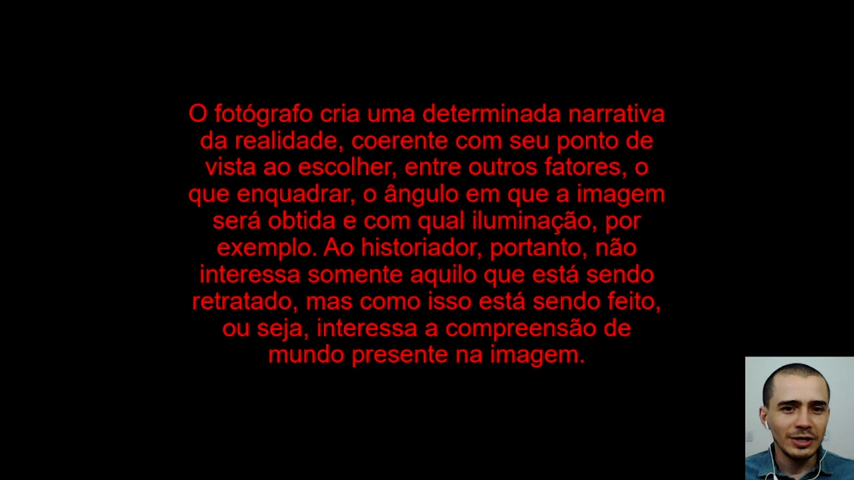 O fotógrafo cria uma determinada narrativa
da realidade, coerente com seu ponto de
vista ao escolher, entre outros fatores, o
que enquadrar, o ângulo em que a imagem
será obtida e com qual iluminação, por
exemplo. Ao historiador, portanto, não
interessa somente aquilo que está sendo
retratado, mas como isso está sendo feito,
ou seja, interessa a compreensão de
mundo presente na imagem.